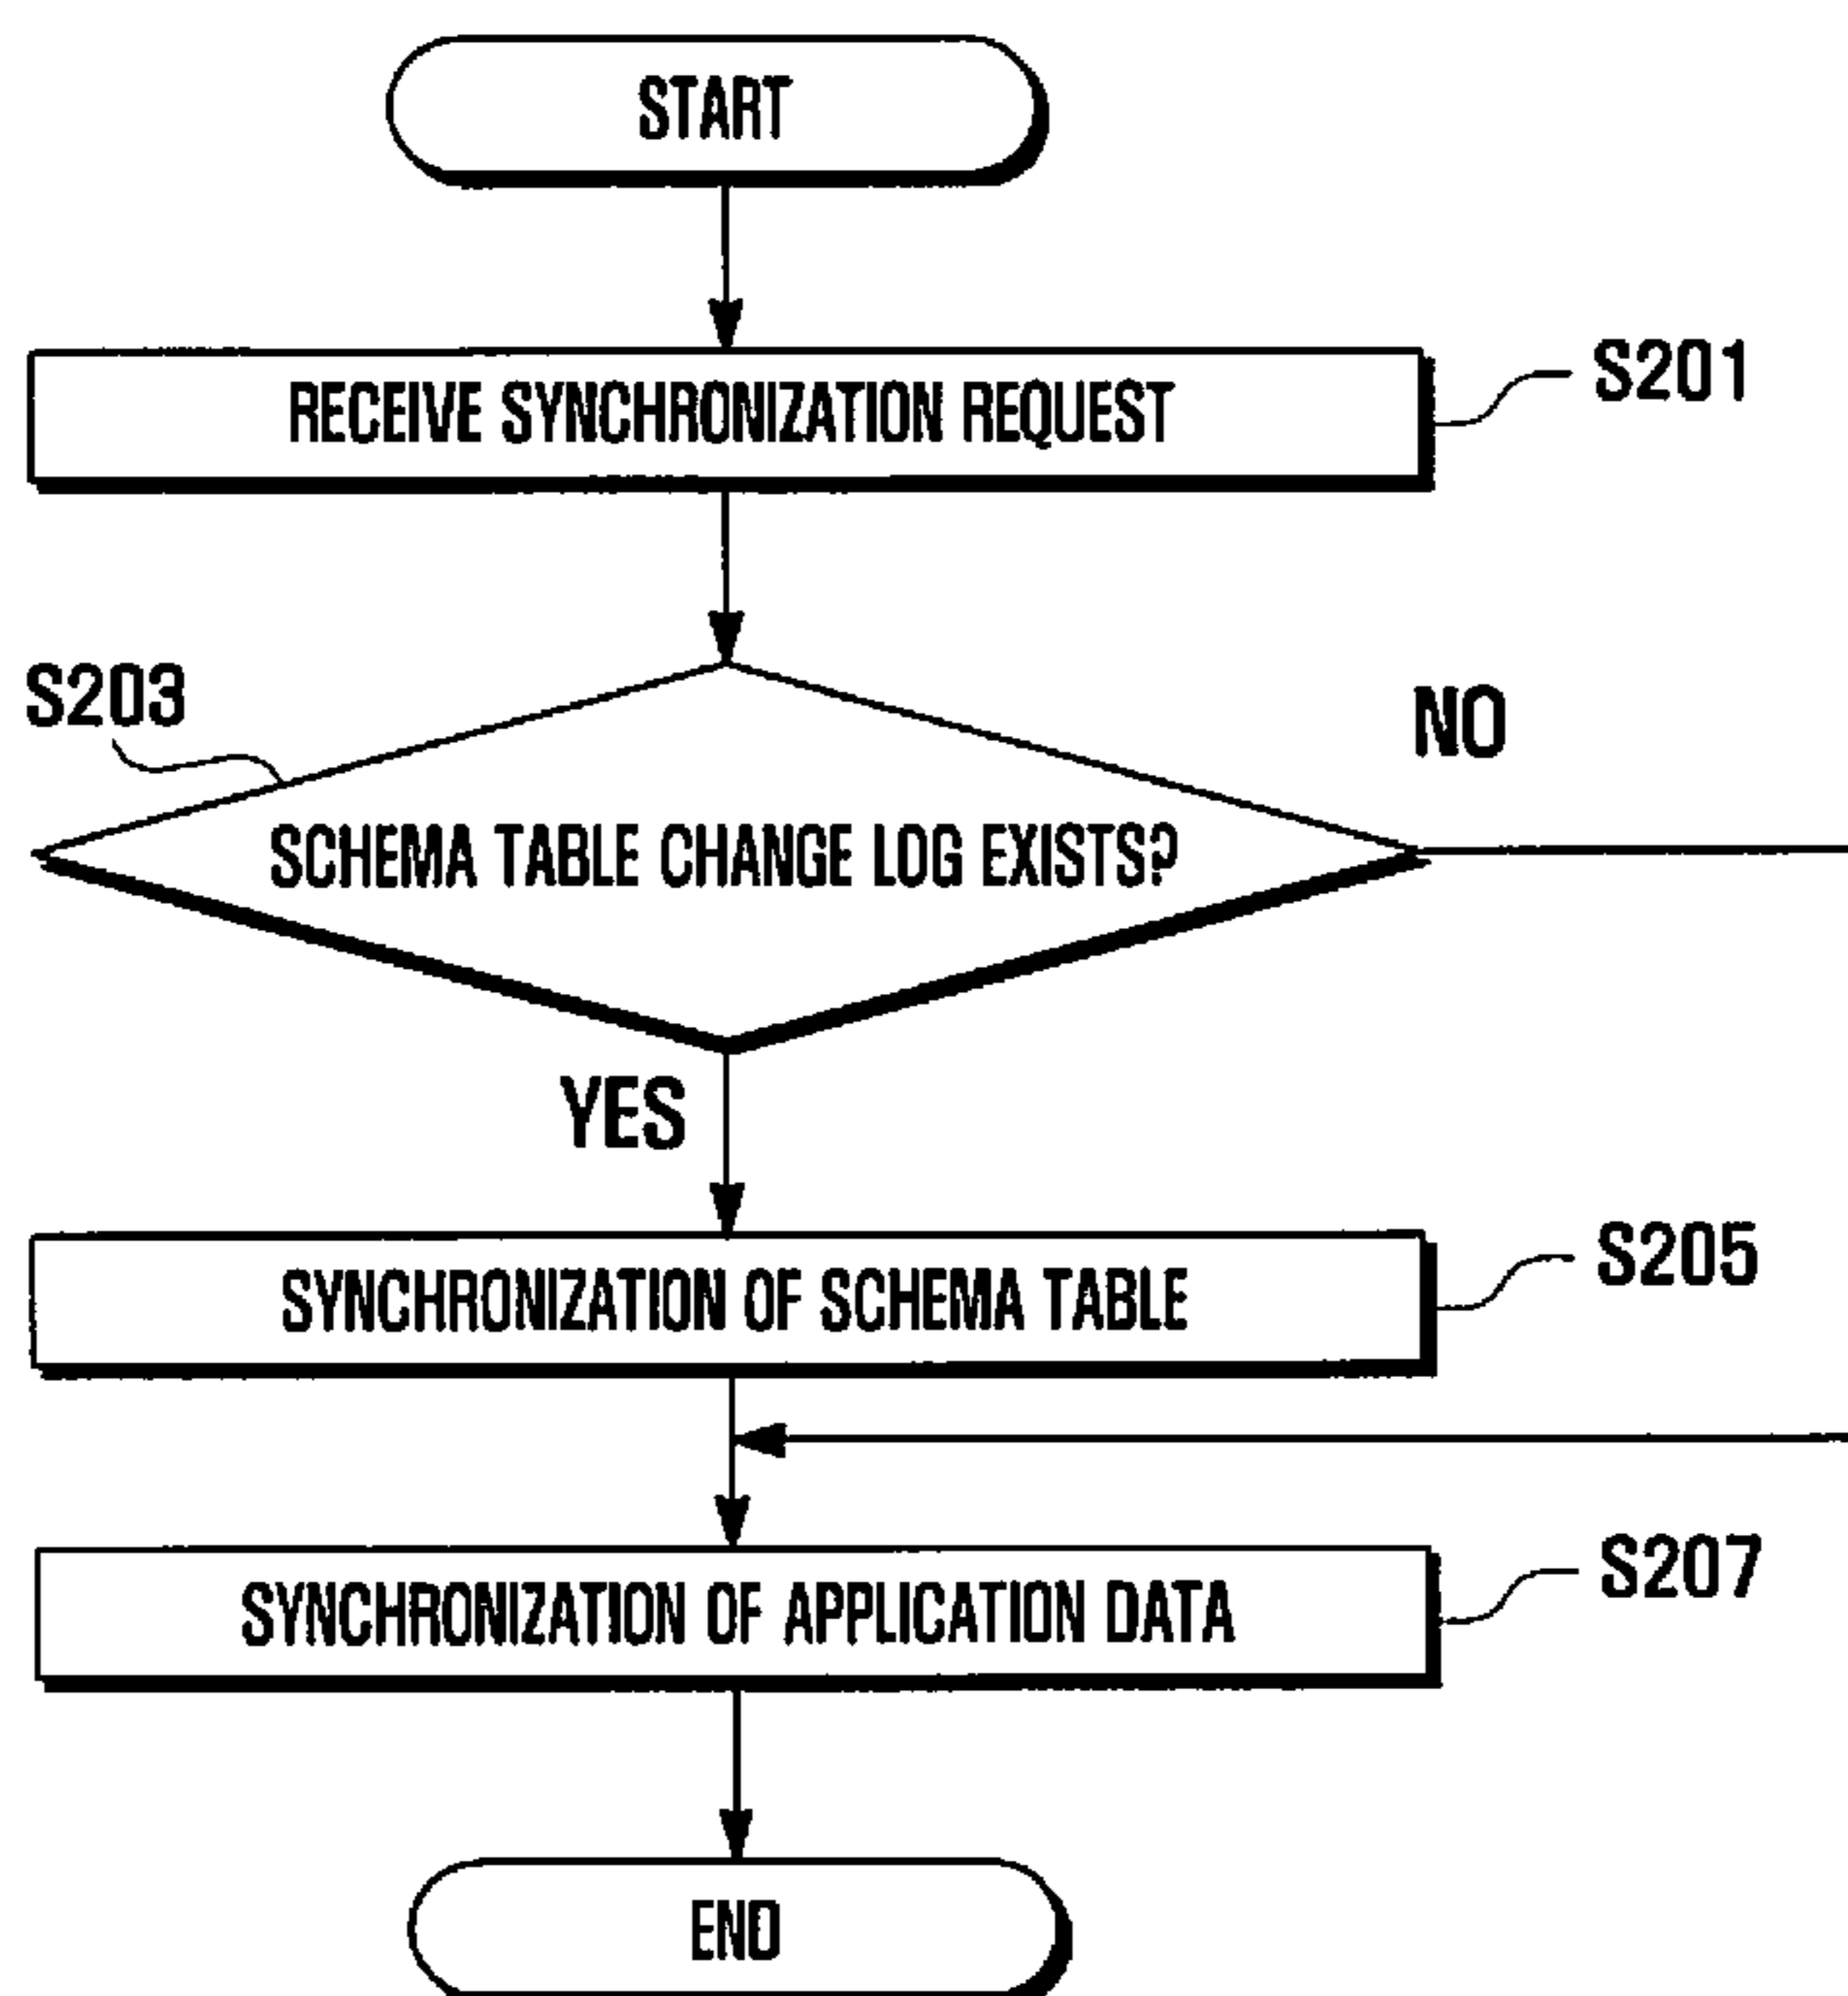 START
RECEIVE SYNCHRONIZATION REQUEST
S201
S203
NO
SCHEMA TABLE CHANGE LOG EXISTS?
YES
SYNCHRONIZATION OF SCHEMA TABLE
S205
SYNCHRONIZATION OF APPLICATION DATA
S207
END